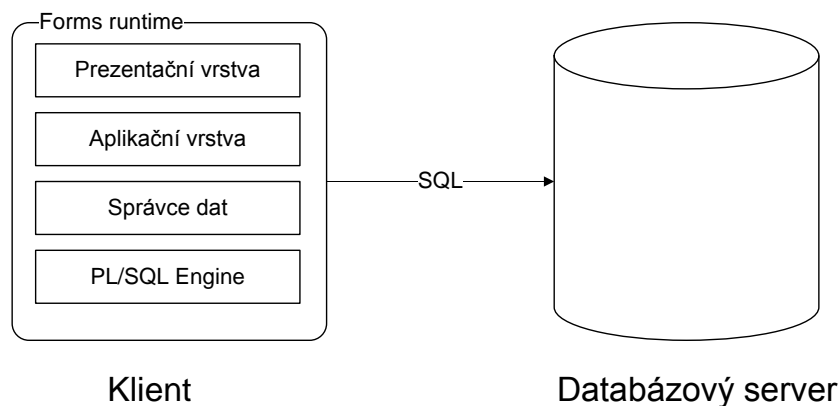 Forms runtime
Prezentační vrstva
Aplikační vrstva
Správce dat
PL/SQL Engine
SQL
Klient
Databázový server